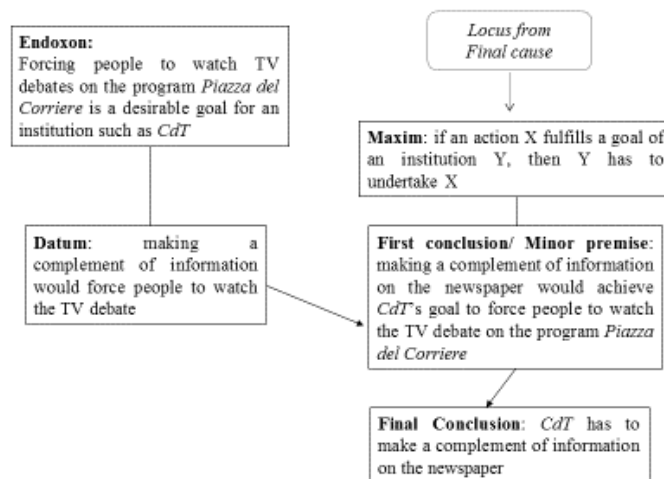 Endoxon:
Forcing people to watch TV
debates on the program Piazza del
Corriere is a desirable goal for an
institution such as CdT
Locus from
Final cause
Maxim: if an action X fulfills a goal of
an institution Y, then Y has to
undertake X
Datum: making a
complement of information
would force people to watch
the TV debate
First conclusion/ Minor premise:
making a complement of information
on the newspaper would achieve
CdT's goal to force people to watch
the TV debate on the program Piazza
del Corriere
Final Conclusion: CdT has to
make a complement of information
on the newspaper